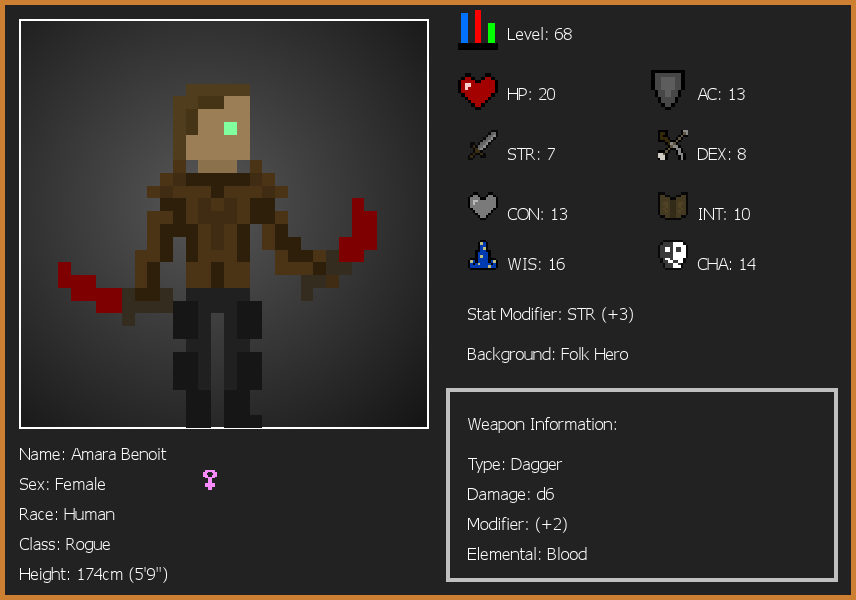 Level: 68
HP: 20
AC: 13
STR: 7
DEX: 8
CON: 13
INT: 10
WIS: 16
CHA: 14
Stat Modifier: STR (+3)
Background: Folk Hero
Weapon Information:
Type: Dagger
Damage: d6
Modifier: (+2)
Elemental: Blood
Name: Amara Benoit
Sex: Female
Race: Human
Class: Rogue
Height: 174cm (5'9")